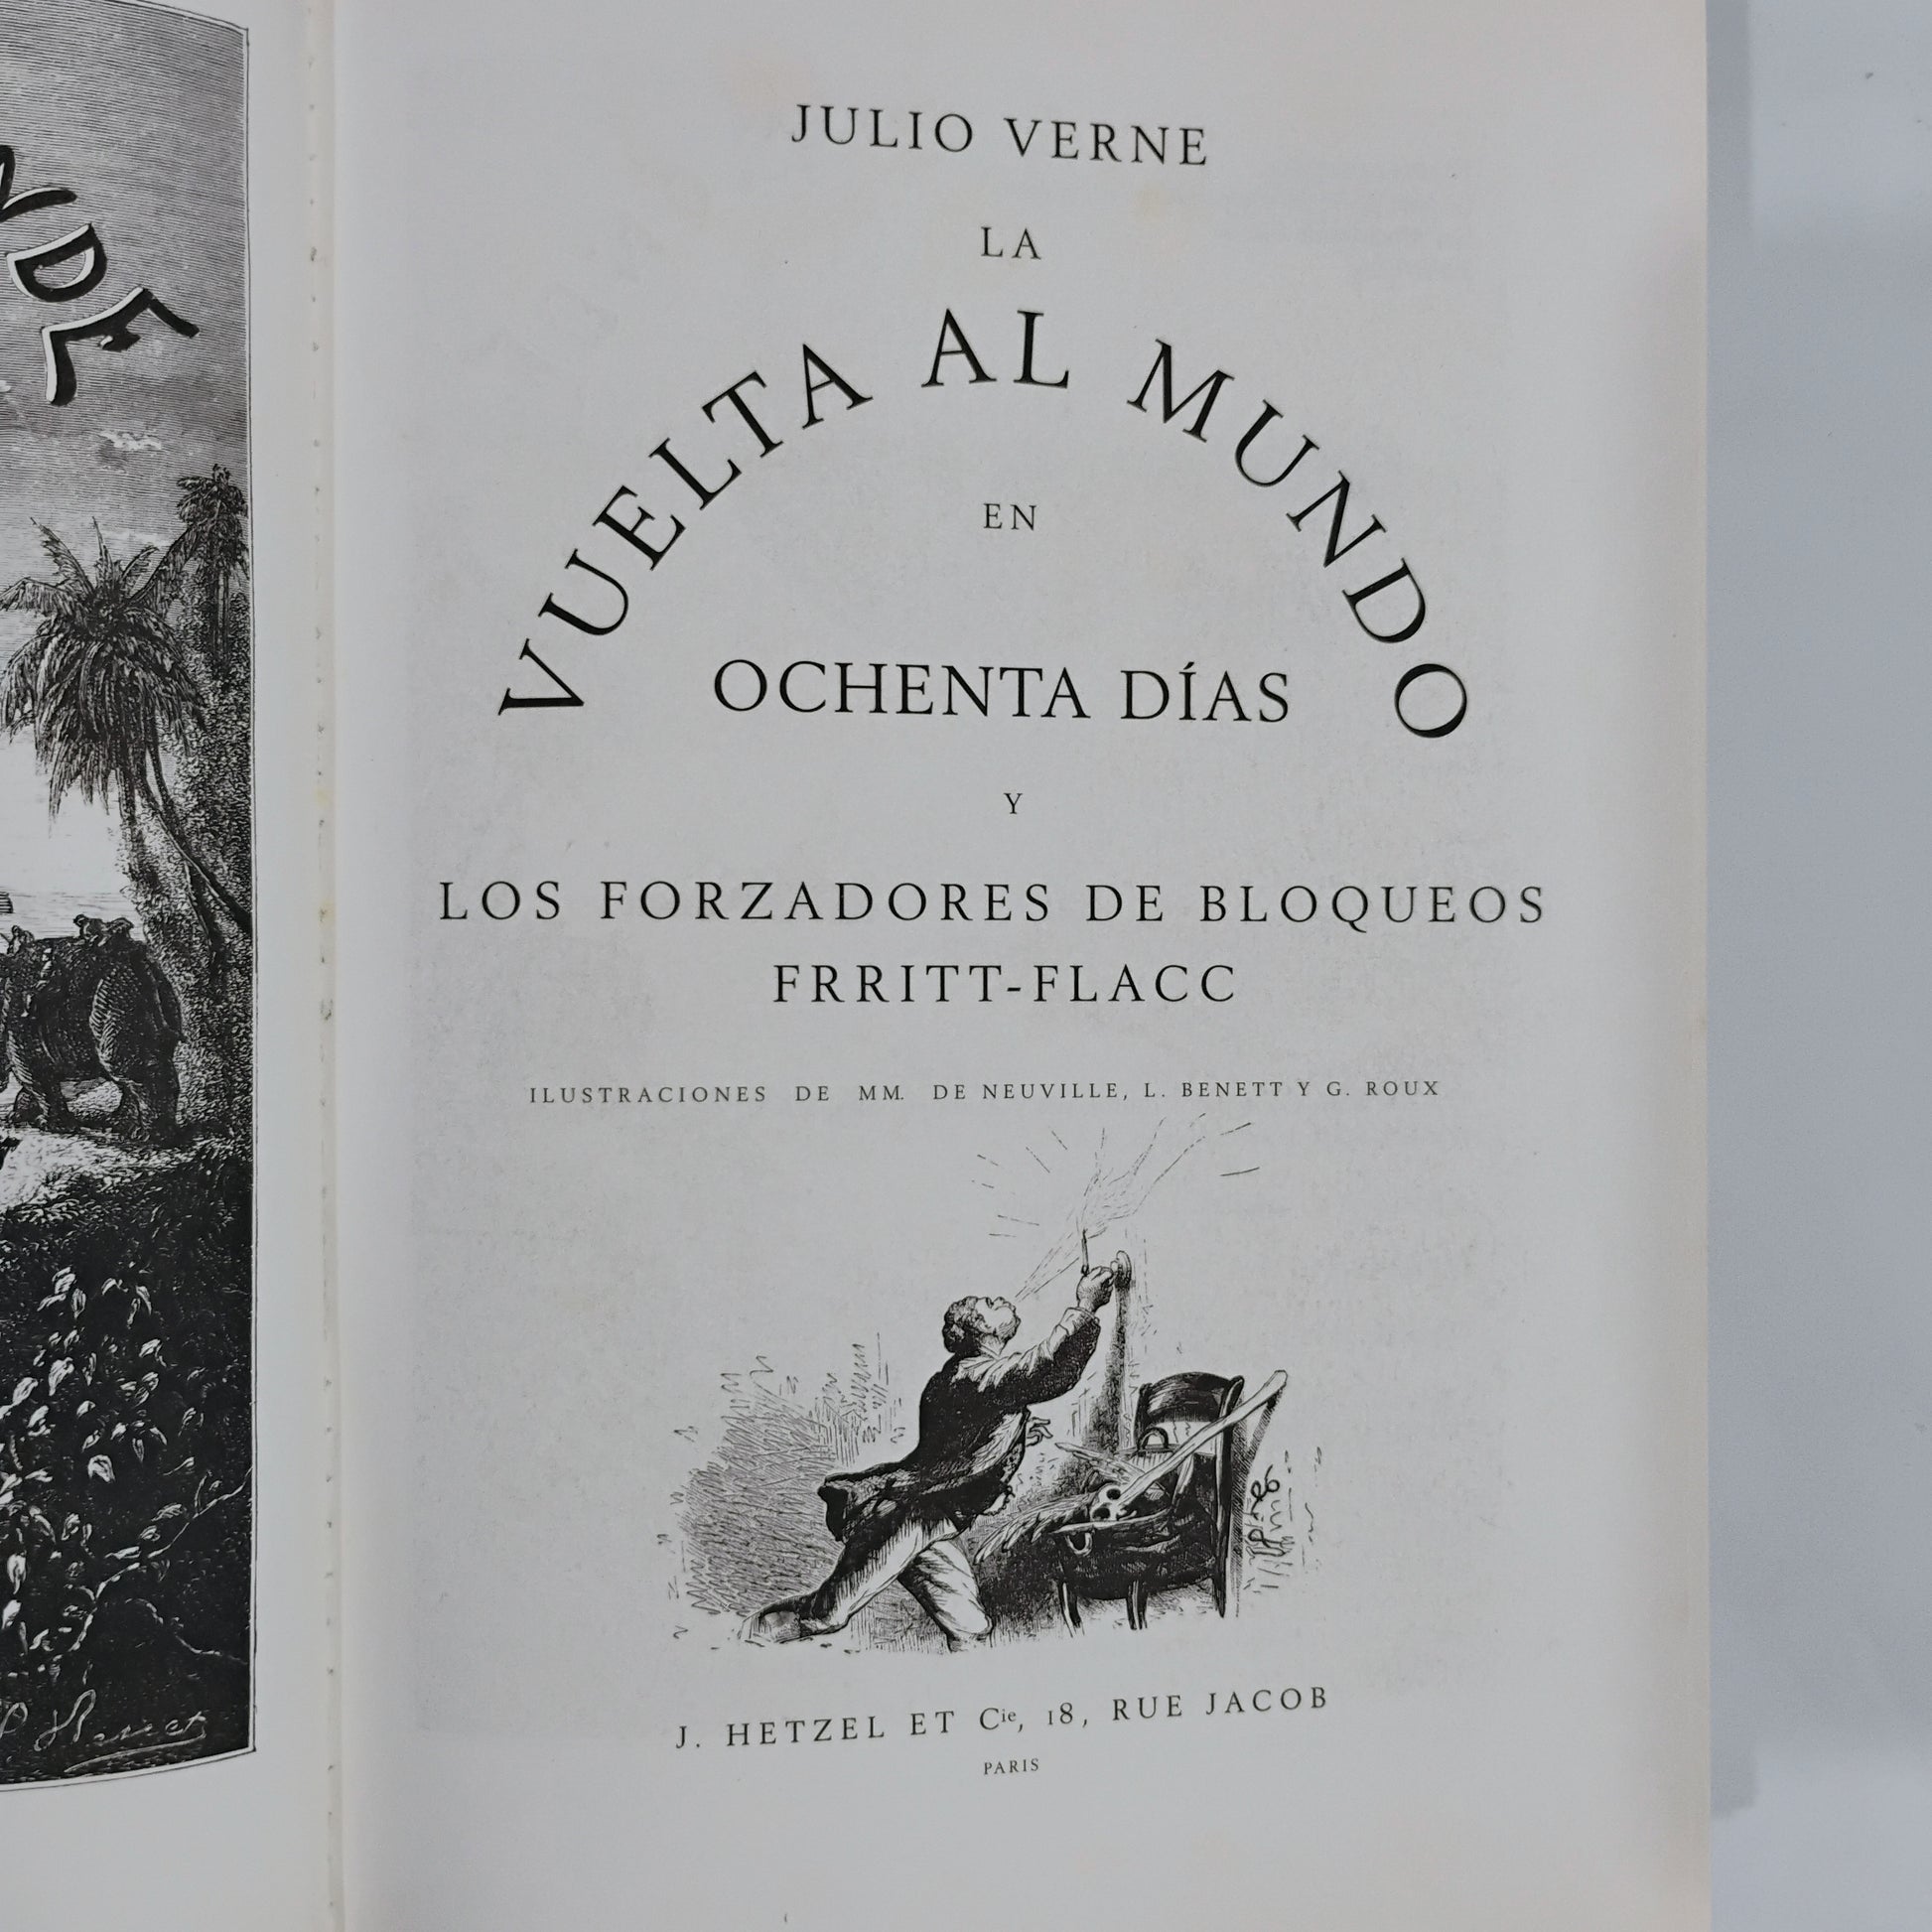 NDE
JULIO VERNE
LA
VUELTA AL MUNDO
EN
OCHENTA DÍAS
Y
LOS FORZADORES DE BLOQUEOS
FRRITT-FLACC
ILUSTRACIONES DE MM. DE NEUVILLE, L. BENETT Y G. ROUX
J. HETZEL ET Cie, 18, RUE JACOB
PARIS